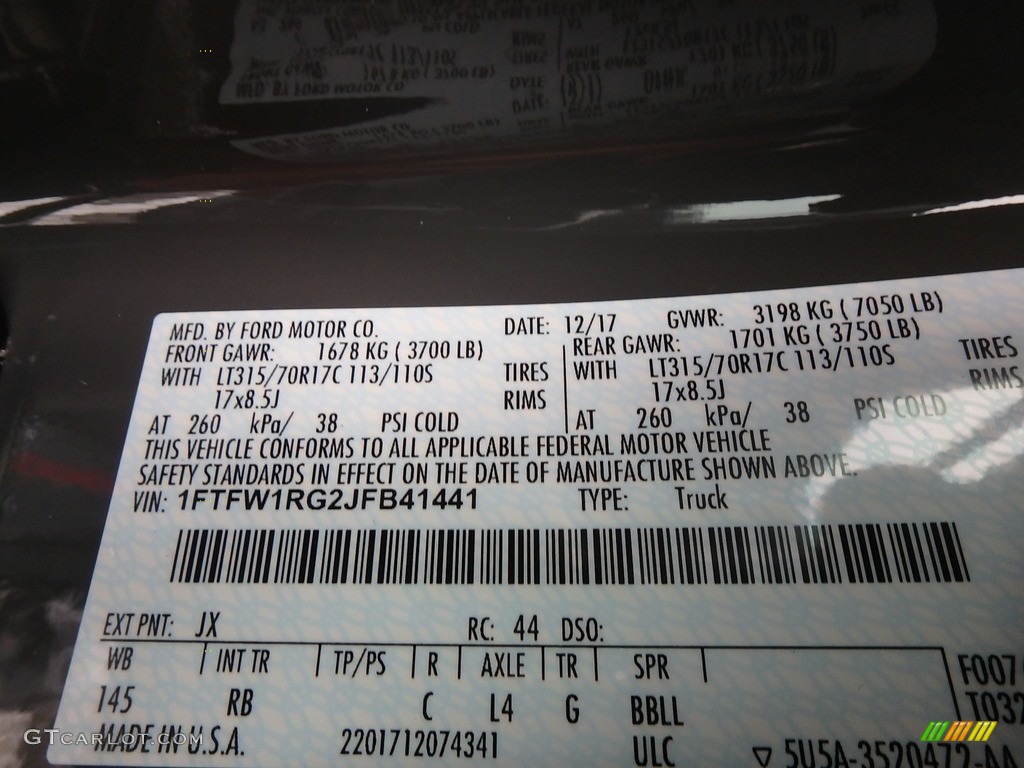 MFD. BY FORD MOTOR CO. DATE: 12/17 GVWR: 3198 KG ( 7050 LB)
FRONT GAWR: 1678 KG ( 3700 LB) REAR GAWR: 1701 KG ( 3750 LB)
WITH LT315/70R17C 113/110S TIRES WITH LT315/70R17C 113/110S TIRES
17x8.5J RIMS 17x8.5J RIMS
AT 260 kPa/ 38 PSI COLD AT 260 kPa/ 38 PSI COLD
THIS VEHICLE CONFORMS TO ALL APPLICABLE FEDERAL MOTOR VEHICLE
SAFETY STANDARDS IN EFFECT ON THE DATE OF MANUFACTURE SHOWN ABOVE.
VIN: 1FTFW1RG2JFB41441 TYPE: Truck
EXT PNT: JX RC: 44 DSO:
WB INT TR TP/PS R AXLE TR SPR F007
145 RB C L4 G BBLL T032
MADE IN U.S.A. 2201712074341 ULC 5U5A-3520472-AA
GTCARLOT.COM